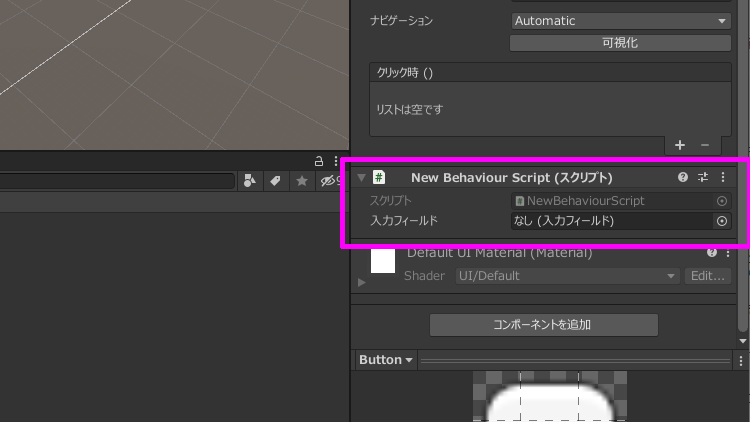 ナビゲーション
Automatic
可視化
クリック時 ()
リストは空です
+ −
# New Behaviour Script (スクリプト)
スクリプト
# NewBehaviourScript
入力フィールド
なし (入力フィールド)
Default UI Material (Material)
Shader
UI/Default
Edit...
コンポーネントを追加
Button